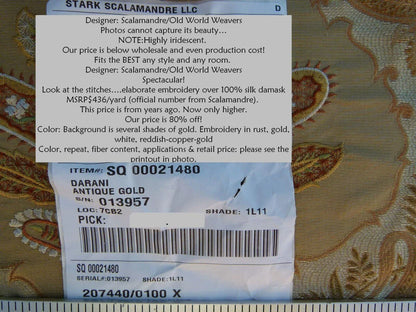 STARK SCALAMANDRE LLC D
Designer: Scalamandre/Old World Weavers
Photos cannot capture its beauty...
NOTE:Highly iridescent.
Our price is below wholesale and even production cost!
Fits the BEST any style and any room.
Designer: Scalamandre/Old World Weavers
Spectacular!
Look at the stitches....elaborate embroidery over 100% silk damask
MSRP$436/yard (official number from Scalamandre).
This price is from years ago. Now only higher.
Our price is 80% off!
Color: Background is several shades of gold. Embroidery in rust, gold,
white, reddish-copper-gold
Color, repeat, fiber content, applications & retail price: please see the
printout in photo.
ITEM#: SQ 00021480
DARANI
ANTIQUE GOLD
S/N: 013957
LOC: 7CB2 SHADE: 1L11
PICK:
SQ 00021480
SERIAL#:013957 SHADE:1L11
207440/0100 X